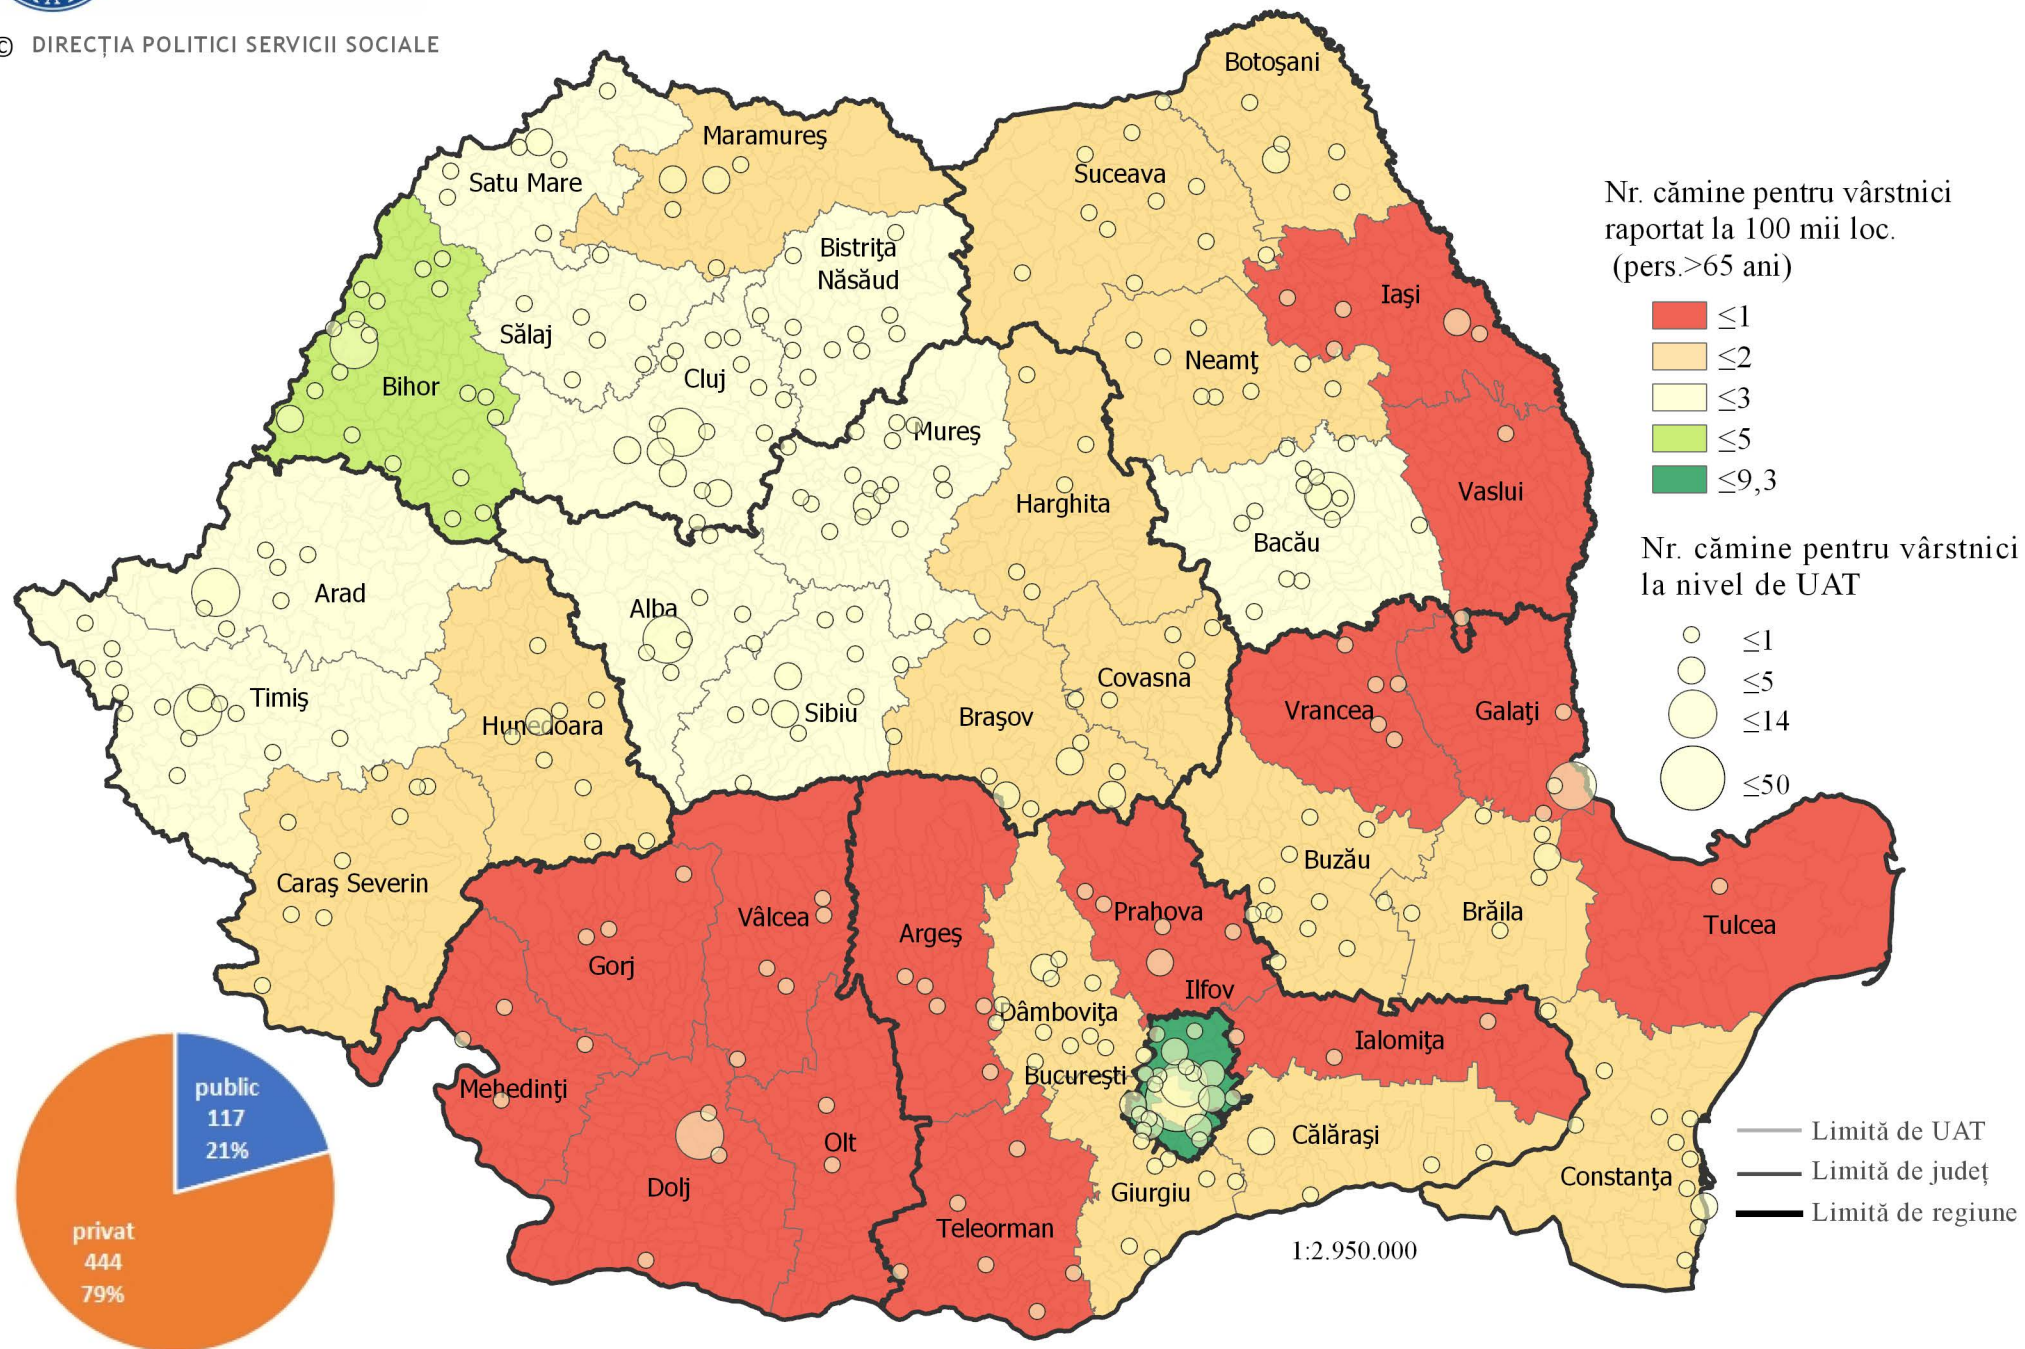 © DIRECȚIA POLITICI SERVICII SOCIALE
Botoşani
Maramureş
Suceava
Satu Mare
Nr. cămine pentru vârstnici
raportat la 100 mii loc.
(pers.>65 ani)
≤1
≤2
≤3
≤5
≤9,3
Bistriţa
Năsăud
Iaşi
Sălaj
Neamţ
Cluj
Bihor
Mureş
Harghita
Vaslui
Bacău
Nr. cămine pentru vârstnici
la nivel de UAT
≤1
≤5
≤14
≤50
Arad
Alba
Covasna
Timiş
Hunedoara
Sibiu
Braşov
Vrancea
Galaţi
Buzău
Caraş Severin
Vâlcea
Argeş
Prahova
Brăila
Tulcea
Gorj
Ilfov
Dâmboviţa
Ialomiţa
Bucureşti
Mehedinţi
Călăraşi
Olt
Dolj
Giurgiu
Constanţa
Teleorman
Limită de UAT
Limită de județ
Limită de regiune
1:2.950.000
public
117
21%
privat
444
79%